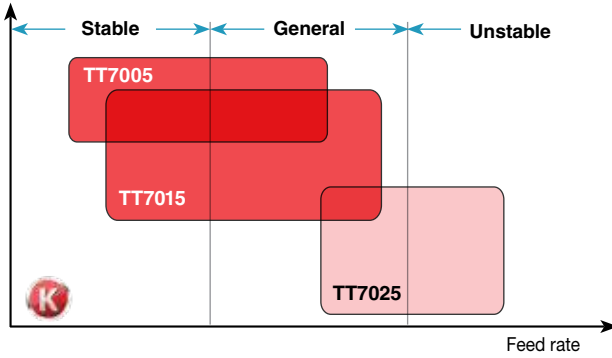 Stable
General
Unstable
TT7005
TT7015
TT7025
K
Feed rate